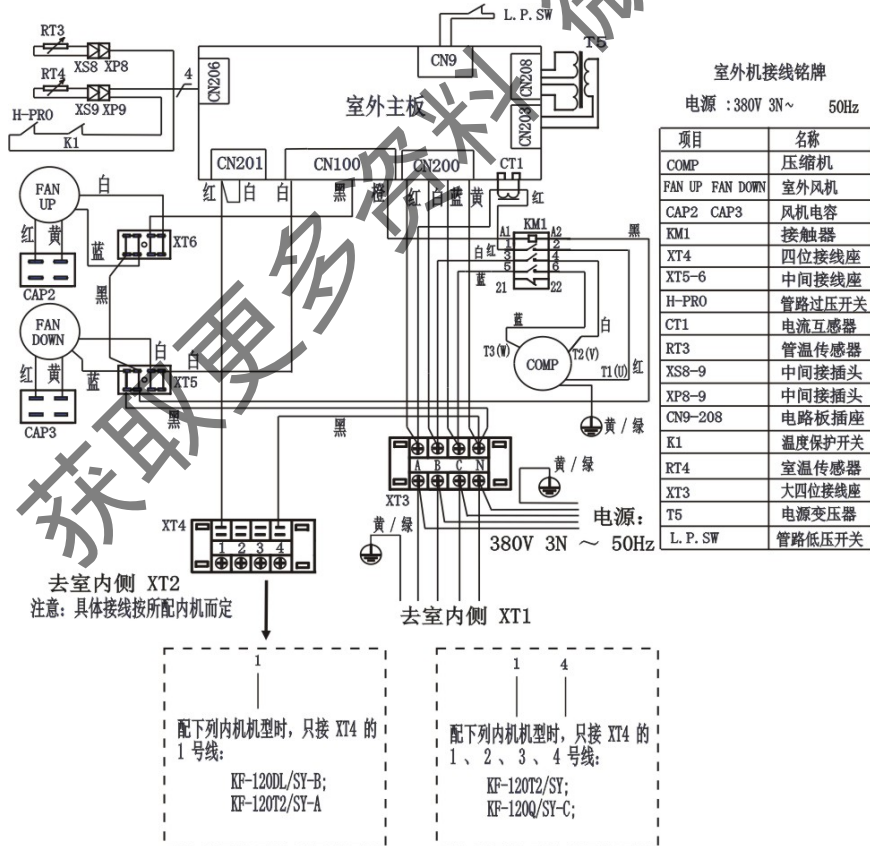 获取更多资料 微
L.P.SW
RT3
XS8 XP8
RT4
XS9 XP9
4
H-PRO
K1
CN206
CN9
CN208
CN203
T5
室外主板
CN201
CN100
CN200
CT1
红
白
白
黑
橙
红
白
蓝
黄
红
FAN UP
白
红
黄
蓝
XT6
CAP2
黑
FAN DOWN
白
白
红
黄
蓝
XT5
CAP3
黑
黑
KM1
A1
A2
黑
1
2
3
4
5
6
21
22
白
红
蓝
蓝
白
T3(W)
T2(V)
COMP
T1(U)
红
黄/绿
A
B
C
N
XT3
黄/绿
黄/绿
电源:
380V 3N ～ 50Hz
XT4
1
2
3
4
去室内侧 XT2
注意: 具体接线按所配内机而定
去室内侧 XT1
1
配下列内机机型时, 只接 XT4 的
1 号线:
KF-120DL/SY-B;
KF-120T2/SY-A
1
4
配下列内机机型时, 只接 XT4 的
1 、 2 、 3 、 4 号线:
KF-120T2/SY;
KF-120Q/SY-C;
室外机接线铭牌
电源 :380V 3N～ 50Hz
项目 名称
COMP 压缩机
FAN UP FAN DOWN 室外风机
CAP2 CAP3 风机电容
KM1 接触器
XT4 四位接线座
XT5-6 中间接线座
H-PRO 管路过压开关
CT1 电流互感器
RT3 管温传感器
XS8-9 中间接插头
XP8-9 中间接插头
CN9-208 电路板插座
K1 温度保护开关
RT4 室温传感器
XT3 大四位接线座
T5 电源变压器
L.P.SW 管路低压开关